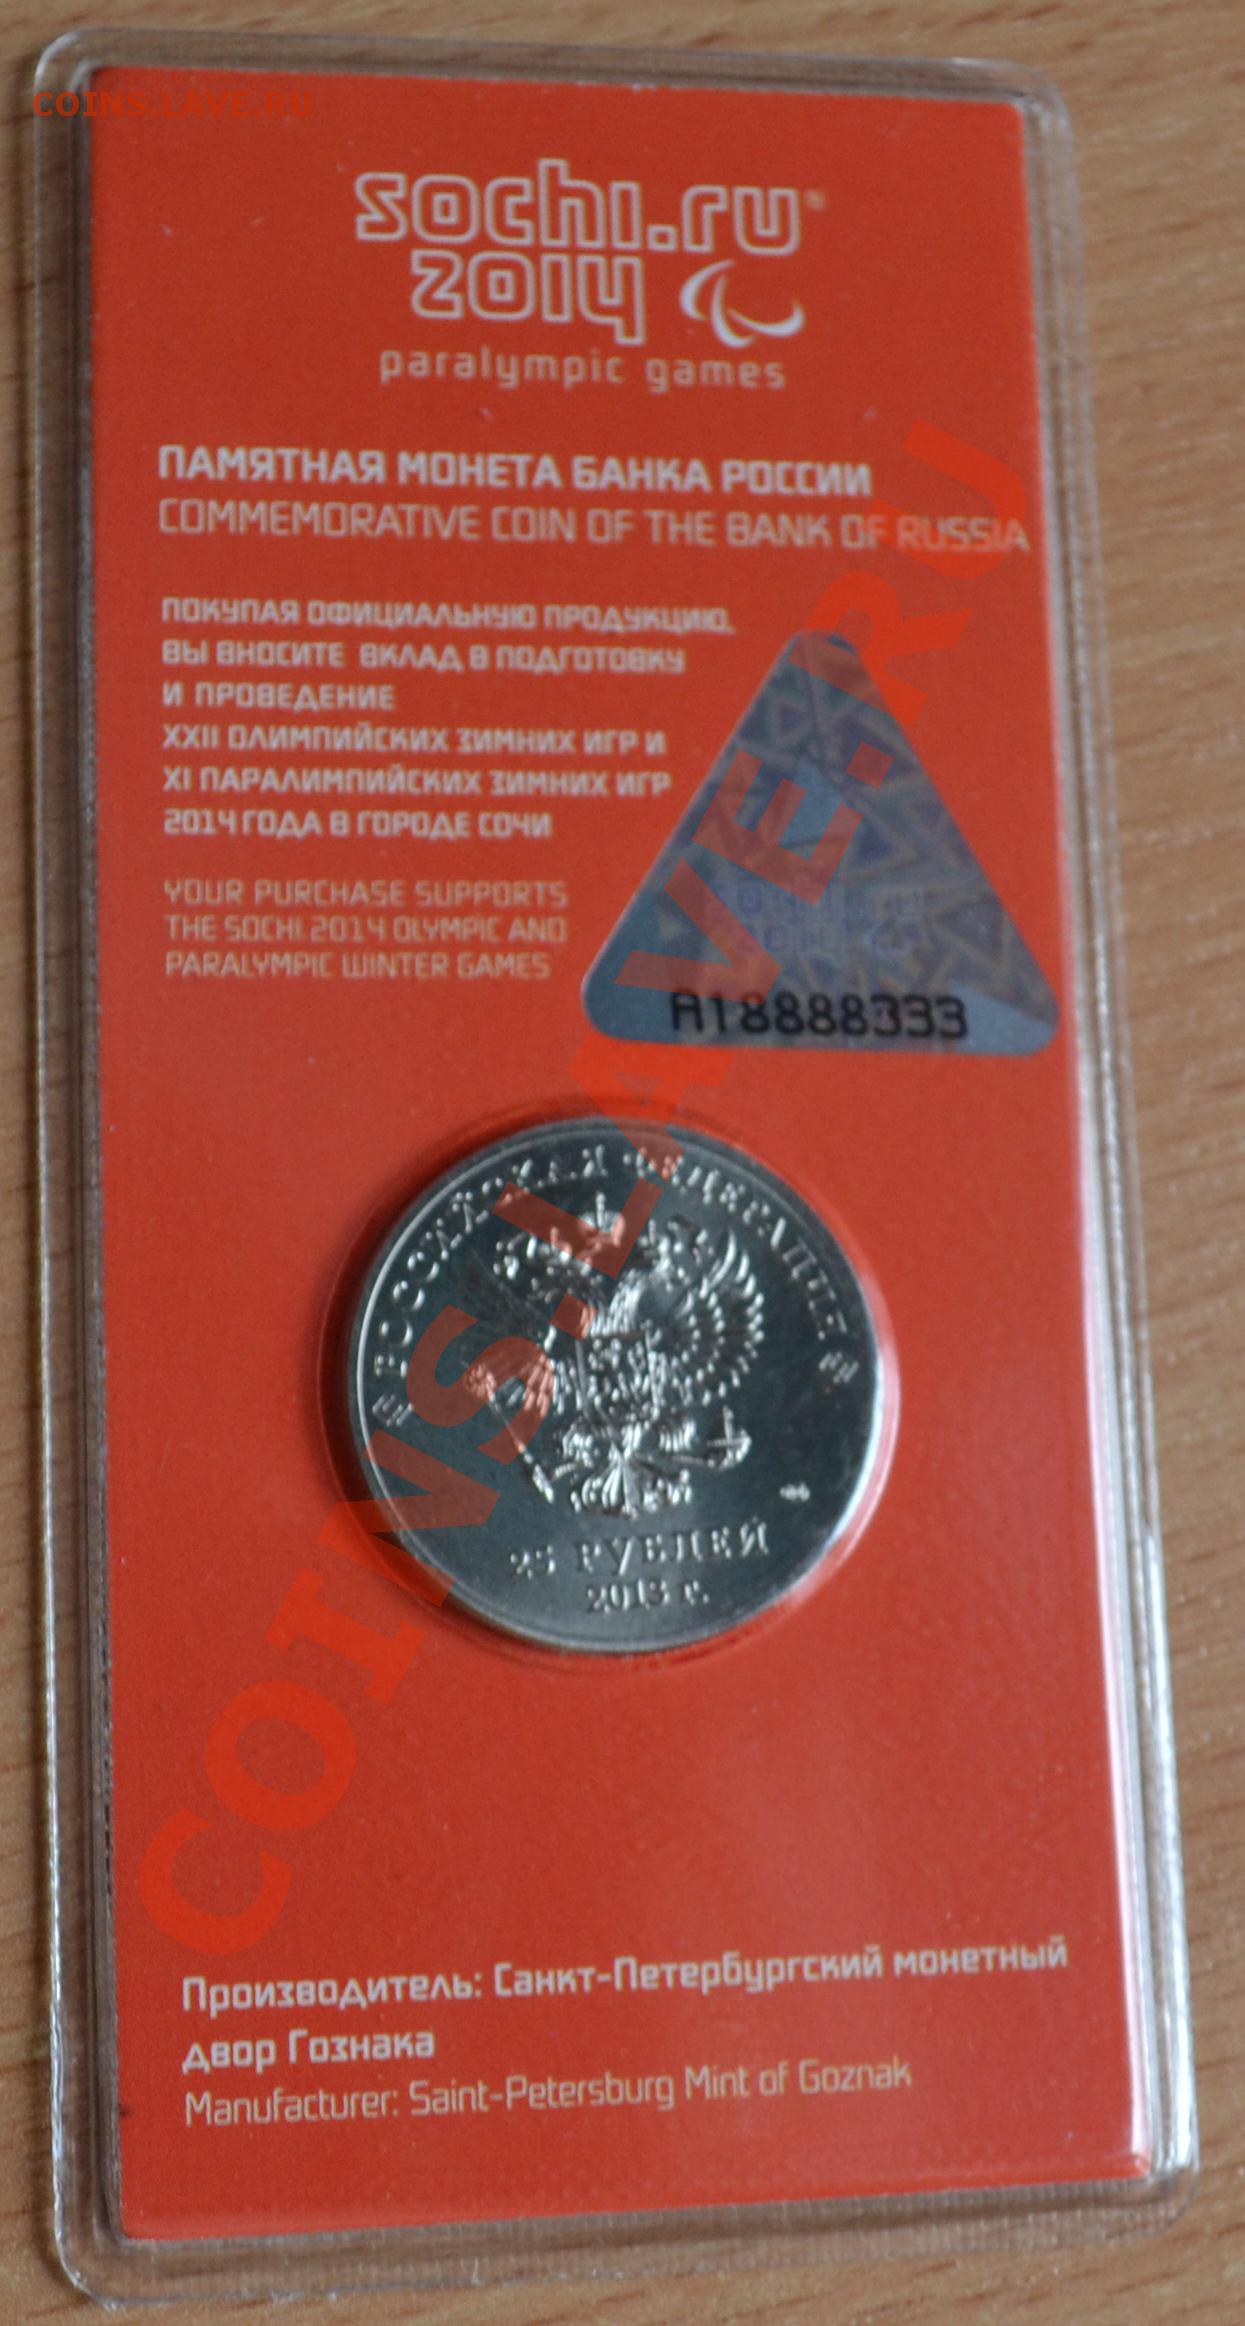 COINS.LAVE.RU
sochi.ru
2014
paralympic games
ПАМЯТНАЯ МОНЕТА БАНКА РОССИИ
COMMEMORATIVE COIN OF THE BANK OF RUSSIA
ПОКУПАЯ ОФИЦИАЛЬНУЮ ПРОДУКЦИЮ,
ВЫ ВНОСИТЕ ВКЛАД В ПОДГОТОВКУ
И ПРОВЕДЕНИЕ
XXII ОЛИМПИЙСКИХ ЗИМНИХ ИГР И
XI ПАРАЛИМПИЙСКИХ ЗИМНИХ ИГР
2014 ГОДА В ГОРОДЕ СОЧИ
YOUR PURCHASE SUPPORTS
THE SOCHI 2014 OLYMPIC AND
PARALYMPIC WINTER GAMES
sochi.ru
2014
A18888333
РОССИЙСКАЯ ФЕДЕРАЦИЯ
25 РУБЛЕЙ
2013 г.
COINS.LAVE.RU
Производитель: Санкт-Петербургский монетный
двор Гознака
Manufacturer: Saint-Petersburg Mint of Goznak